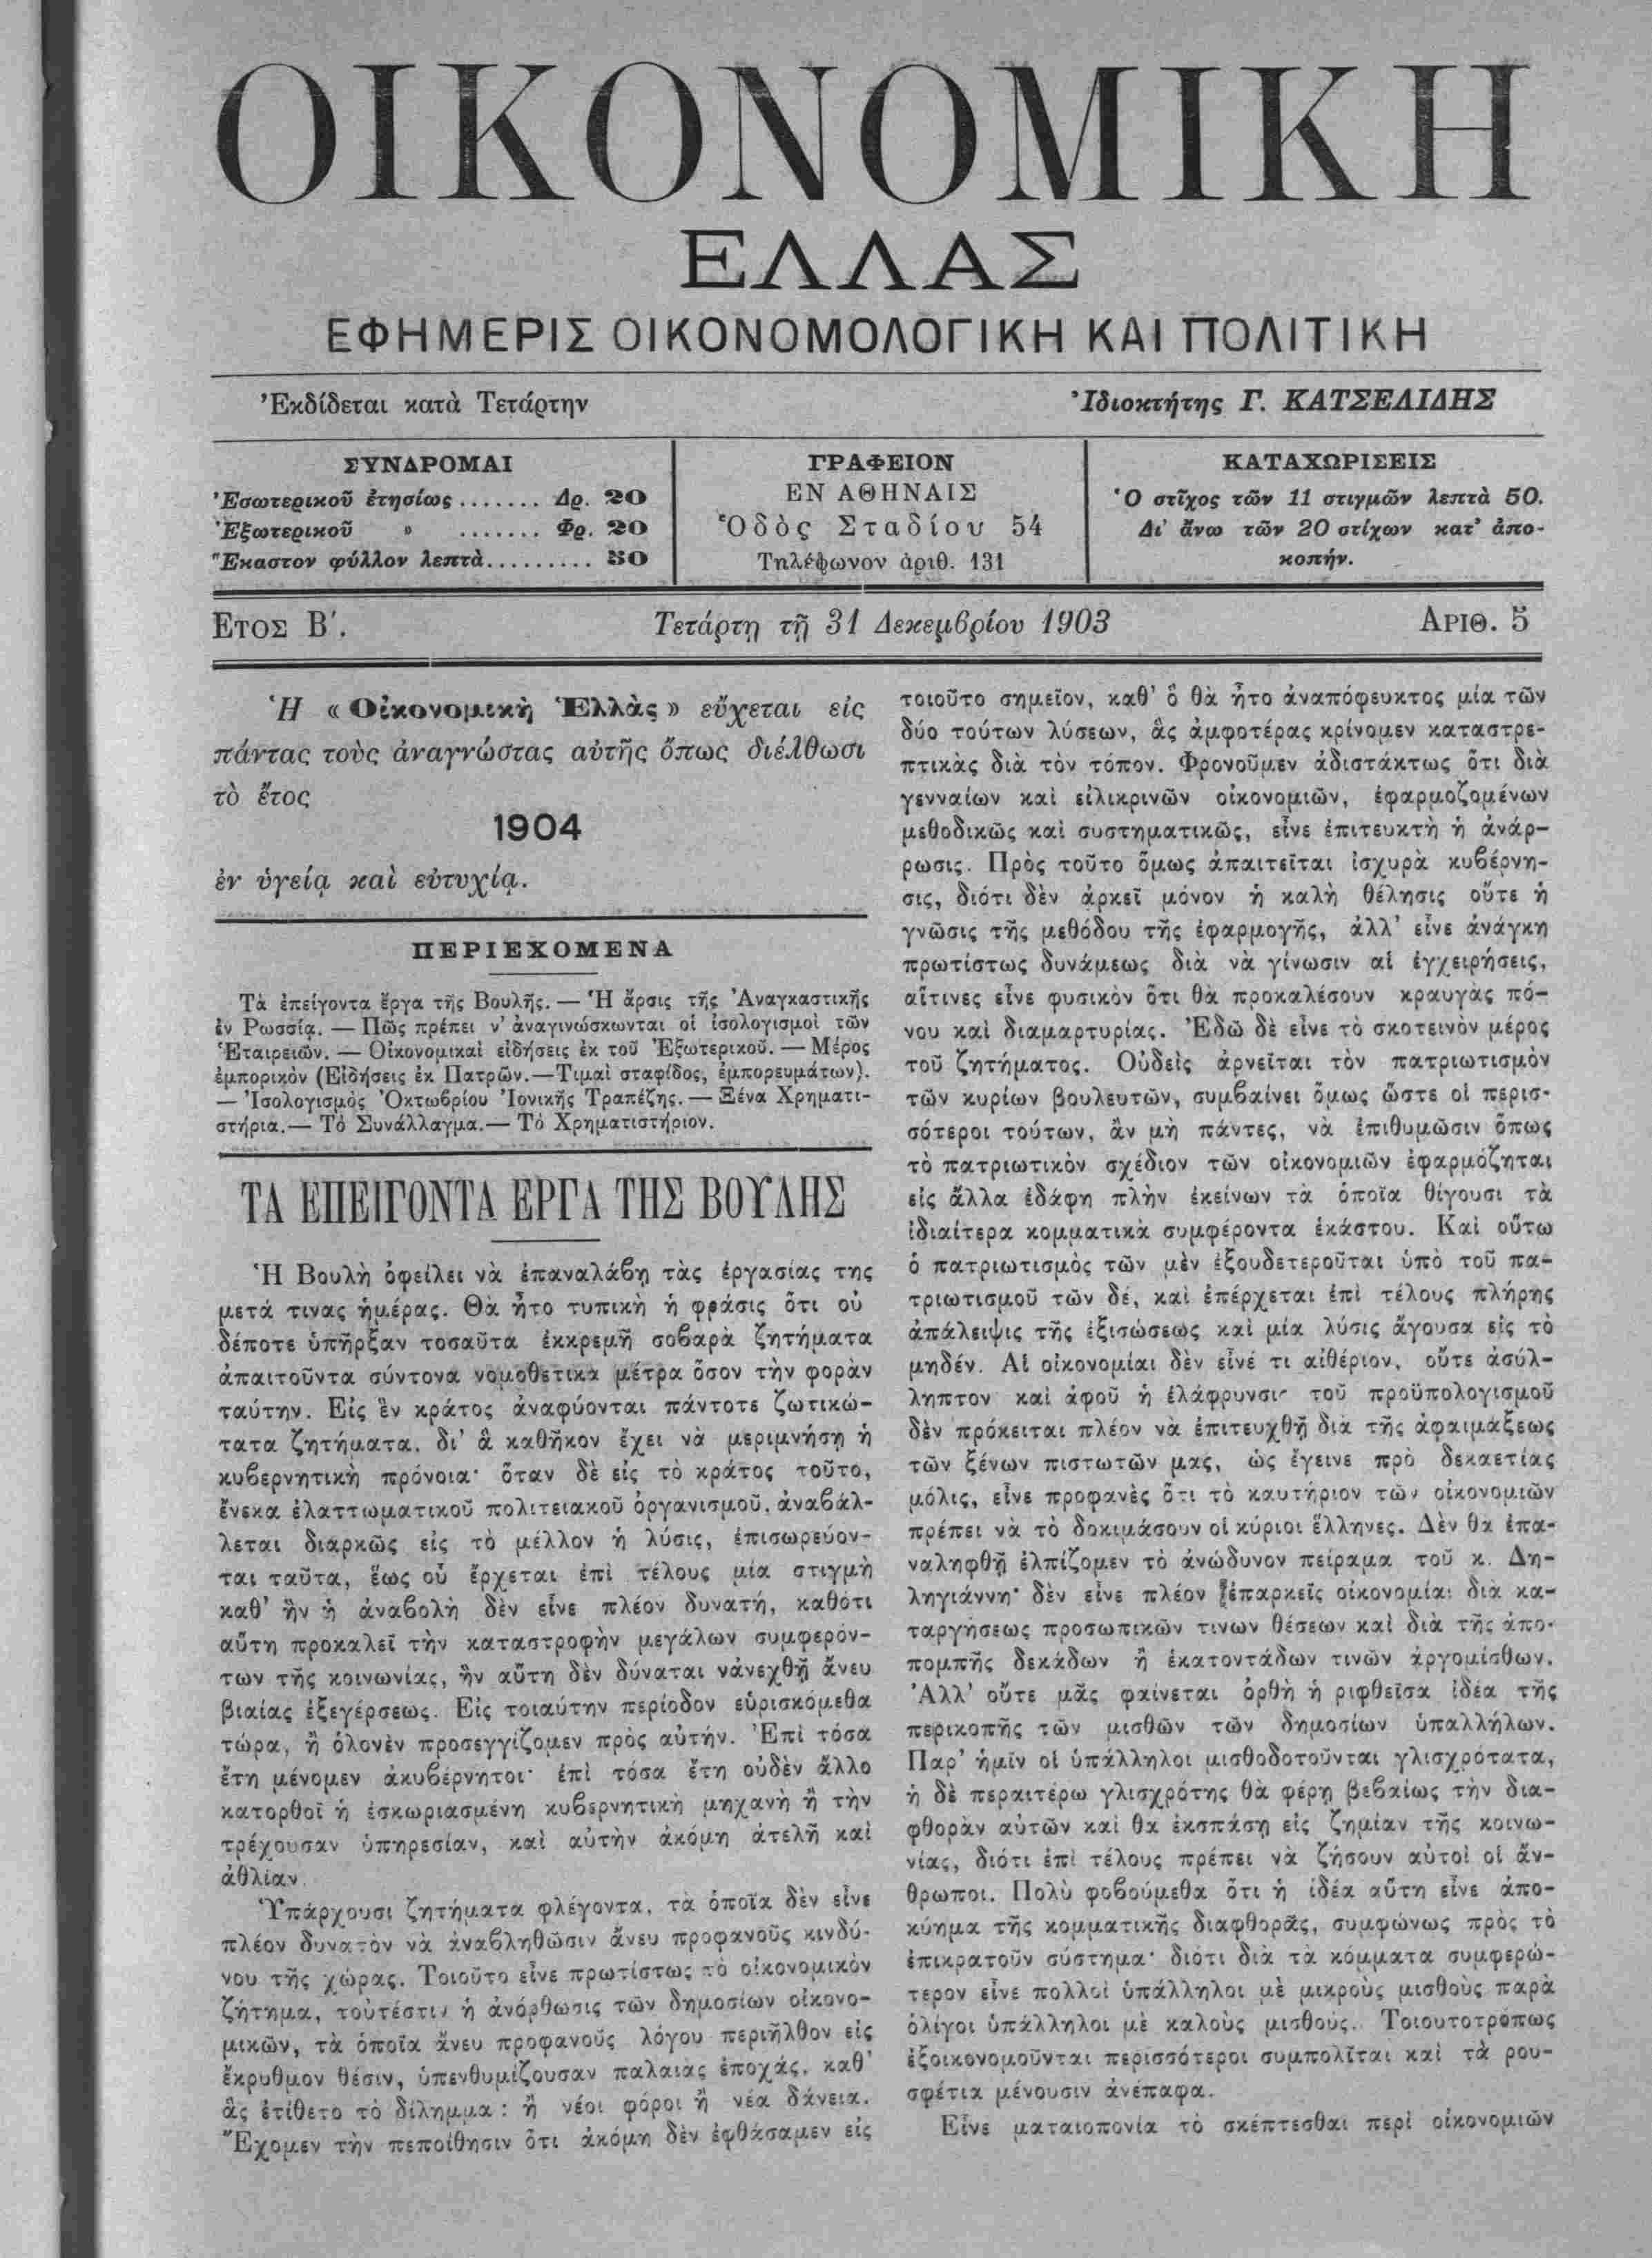 ΟΙΚΟΝΟΜΙΚΗ
ΕΛΛΑΣ
ΕΦΗΜΕΡΙΣ ΟΙΚΟΝΟΜΟΛΟΓΙΚΗ ΚΑΙ ΠΟΛΙΤΙΚΗ
Ἐκδίδεται κατὰ Τετάρτην
Ἰδιοκτήτης Γ. ΚΑΤΣΕΛΙΔΗΣ
ΣΥΝΔΡΟΜΑΙ
Ἐσωτερικοῦ ἐτησίως ....... Δρ. 20
Ἐξωτερικοῦ » ....... Φρ. 20
Ἕκαστον φύλλον λεπτὰ......... 50
ΓΡΑΦΕΙΟΝ
ΕΝ ΑΘΗΝΑΙΣ
Ὁδὸς Σταδίου 54
Τηλέφωνον ἀριθ. 131
ΚΑΤΑΧΩΡΙΣΕΙΣ
Ὁ στῖχος τῶν 11 στιγμῶν λεπτὰ 50.
Δι' ἄνω τῶν 20 στίχων κατ' ἀπο-
κοπήν.
ΕΤΟΣ Β'.
Τετάρτῃ τῇ 31 Δεκεμβρίου 1903
ΑΡΙΘ. 5
Ἡ «Οἰκονομικὴ Ἑλλὰς» εὔχεται εἰς
πάντας τοὺς ἀναγνώστας αὐτῆς ὅπως διέλθωσι
τὸ ἔτος
1904
ἐν ὑγείᾳ καὶ εὐτυχίᾳ.
ΠΕΡΙΕΧΟΜΕΝΑ
Τὰ ἐπείγοντα ἔργα τῆς Βουλῆς. — Ἡ ἄρσις τῆς Ἀναγκαστικῆς
ἐν Ρωσσίᾳ. — Πῶς πρέπει ν' ἀναγινώσκωνται οἱ ἰσολογισμοὶ τῶν
Ἑταιρειῶν. — Οἰκονομικαὶ εἰδήσεις ἐκ τοῦ Ἐξωτερικοῦ. — Μέρος
ἐμπορικὸν (Εἰδήσεις ἐκ Πατρῶν.—Τιμαὶ σταφίδος, ἐμπορευμάτων).
— Ἰσολογισμὸς Ὀκτωβρίου Ἰονικῆς Τραπέζης. — Ξένα Χρηματι-
στήρια.— Τὸ Συνάλλαγμα.— Τὸ Χρηματιστήριον.
ΤΑ ΕΠΕΙΓΟΝΤΑ ΕΡΓΑ ΤΗΣ ΒΟΥΛΗΣ
Ἡ Βουλὴ ὀφείλει νὰ ἐπαναλάβῃ τὰς ἐργασίας της
μετά τινας ἡμέρας. Θὰ ἦτο τυπικὴ ἡ φράσις ὅτι οὐ
δέποτε ὑπῆρξαν τοσαῦτα ἐκκρεμῆ σοβαρὰ ζητήματα
ἀπαιτοῦντα σύντονα νομοθετικὰ μέτρα ὅσον τὴν φορὰν
ταύτην. Εἰς ἓν κράτος ἀναφύονται πάντοτε ζωτικώ-
τατα ζητήματα, δι' ἃ καθῆκον ἔχει νὰ μεριμνήσῃ ἡ
κυβερνητικὴ πρόνοια· ὅταν δὲ εἰς τὸ κράτος τοῦτο,
ἕνεκα ἐλαττωματικοῦ πολιτειακοῦ ὀργανισμοῦ, ἀναβάλ-
λεται διαρκῶς εἰς τὸ μέλλον ἡ λύσις, ἐπισωρεύον-
ται ταῦτα, ἕως οὗ ἔρχεται ἐπὶ τέλους μία στιγμὴ
καθ' ἣν ἡ ἀναβολὴ δὲν εἶνε πλέον δυνατή, καθότι
αὕτη προκαλεῖ τὴν καταστροφὴν μεγάλων συμφερόν-
των τῆς κοινωνίας, ἣν αὕτη δὲν δύναται νἀνεχθῇ ἄνευ
βιαίας ἐξεγέρσεως. Εἰς τοιαύτην περίοδον εὑρισκόμεθα
τώρα, ἢ ὁλονὲν προσεγγίζομεν πρὸς αὐτήν. Ἐπὶ τόσα
ἔτη μένομεν ἀκυβέρνητοι· ἐπὶ τόσα ἔτη οὐδὲν ἄλλο
κατορθοῖ ἡ ἐσκωριασμένη κυβερνητικὴ μηχανὴ ἢ τὴν
τρέχουσαν ὑπηρεσίαν, καὶ αὐτὴν ἀκόμη ἀτελῆ καὶ
ἀθλίαν.
Ὑπάρχουσι ζητήματα φλέγοντα, τὰ ὁποῖα δὲν εἶνε
πλέον δυνατὸν νὰ ἀναβληθῶσιν ἄνευ προφανοῦς κινδύ-
νου τῆς χώρας. Τοιοῦτο εἶνε πρωτίστως τὸ οἰκονομικὸν
ζήτημα, τοὐτέστιν ἡ ἀνόρθωσις τῶν δημοσίων οἰκονο-
μικῶν, τὰ ὁποῖα ἄνευ προφανοῦς λόγου περιῆλθον εἰς
ἔκρυθμον θέσιν, ὑπενθυμίζουσαν παλαιὰς ἐποχάς, καθ'
ἃς ἐτίθετο τὸ δίλημμα : ἢ νέοι φόροι ἢ νέα δάνεια.
Ἔχομεν τὴν πεποίθησιν ὅτι ἀκόμη δὲν ἐφθάσαμεν εἰς
τοιοῦτο σημεῖον, καθ' ὃ θὰ ἦτο ἀναπόφευκτος μία τῶν
δύο τούτων λύσεων, ἃς ἀμφοτέρας κρίνομεν καταστρε-
πτικὰς διὰ τὸν τόπον. Φρονοῦμεν ἀδιστάκτως ὅτι διὰ
γενναίων καὶ εἰλικρινῶν οἰκονομιῶν, ἐφαρμοζομένων
μεθοδικῶς καὶ συστηματικῶς, εἶνε ἐπιτευκτὴ ἡ ἀνάρ-
ρωσις. Πρὸς τοῦτο ὅμως ἀπαιτεῖται ἰσχυρὰ κυβέρνη-
σις, διότι δὲν ἀρκεῖ μόνον ἡ καλὴ θέλησις οὔτε ἡ
γνῶσις τῆς μεθόδου τῆς ἐφαρμογῆς, ἀλλ' εἶνε ἀνάγκη
πρωτίστως δυνάμεως διὰ νὰ γίνωσιν αἱ ἐγχειρήσεις,
αἵτινες εἶνε φυσικὸν ὅτι θὰ προκαλέσουν κραυγὰς πό-
νου καὶ διαμαρτυρίας. Ἐδῶ δὲ εἶνε τὸ σκοτεινὸν μέρος
τοῦ ζητήματος. Οὐδεὶς ἀρνεῖται τὸν πατριωτισμὸν
τῶν κυρίων βουλευτῶν, συμβαίνει ὅμως ὥστε οἱ περισ-
σότεροι τούτων, ἂν μὴ πάντες, νὰ ἐπιθυμῶσιν ὅπως
τὸ πατριωτικὸν σχέδιον τῶν οἰκονομιῶν ἐφαρμόζηται
εἰς ἄλλα ἐδάφη πλὴν ἐκείνων τὰ ὁποῖα θίγουσι τὰ
ἰδιαίτερα κομματικὰ συμφέροντα ἑκάστου. Καὶ οὕτω
ὁ πατριωτισμὸς τῶν μὲν ἐξουδετεροῦται ὑπὸ τοῦ πα-
τριωτισμοῦ τῶν δέ, καὶ ἐπέρχεται ἐπὶ τέλους πλήρης
ἀπάλειψις τῆς ἐξισώσεως καὶ μία λύσις ἄγουσα εἰς τὸ
μηδέν. Αἱ οἰκονομίαι δὲν εἶνέ τι αἰθέριον, οὔτε ἀσύλ-
ληπτον καὶ ἀφοῦ ἡ ἐλάφρυνσις τοῦ προϋπολογισμοῦ
δὲν πρόκειται πλέον νὰ ἐπιτευχθῇ διὰ τῆς ἀφαιμάξεως
τῶν ξένων πιστωτῶν μας, ὡς ἔγεινε πρὸ δεκαετίας
μόλις, εἶνε προφανὲς ὅτι τὸ καυτήριον τῶν οἰκονομιῶν
πρέπει νὰ τὸ δοκιμάσουν οἱ κύριοι ἕλληνες. Δὲν θὰ ἐπα-
ναληφθῇ ἐλπίζομεν τὸ ἀνώδυνον πείραμα τοῦ κ. Δη-
ληγιάννη· δὲν εἶνε πλέον ἐπαρκεῖς οἰκονομίαι διὰ κα-
ταργήσεως προσωπικῶν τινων θέσεων καὶ διὰ τῆς ἀπο-
πομπῆς δεκάδων ἢ ἑκατοντάδων τινῶν ἀργομίσθων.
Ἀλλ' οὔτε μᾶς φαίνεται ὀρθὴ ἡ ριφθεῖσα ἰδέα τῆς
περικοπῆς τῶν μισθῶν τῶν δημοσίων ὑπαλλήλων.
Παρ' ἡμῖν οἱ ὑπάλληλοι μισθοδοτοῦνται γλισχρότατα,
ἡ δὲ περαιτέρω γλισχρότης θὰ φέρῃ βεβαίως τὴν δια-
φθορὰν αὐτῶν καὶ θὰ ἐκσπάσῃ εἰς ζημίαν τῆς κοινω-
νίας, διότι ἐπὶ τέλους πρέπει νὰ ζήσουν αὐτοὶ οἱ ἄν-
θρωποι. Πολὺ φοβούμεθα ὅτι ἡ ἰδέα αὕτη εἶνε ἀπο-
κύημα τῆς κομματικῆς διαφθορᾶς, συμφώνως πρὸς τὸ
ἐπικρατοῦν σύστημα· διότι διὰ τὰ κόμματα συμφερώ-
τερον εἶνε πολλοὶ ὑπάλληλοι μὲ μικροὺς μισθοὺς παρὰ
ὀλίγοι ὑπάλληλοι μὲ καλοὺς μισθούς. Τοιουτοτρόπως
ἐξοικονομοῦνται περισσότεροι συμπολῖται καὶ τὰ ρου-
σφέτια μένουσιν ἀνέπαφα.
Εἶνε ματαιοπονία τὸ σκέπτεσθαι περὶ οἰκονομιῶν